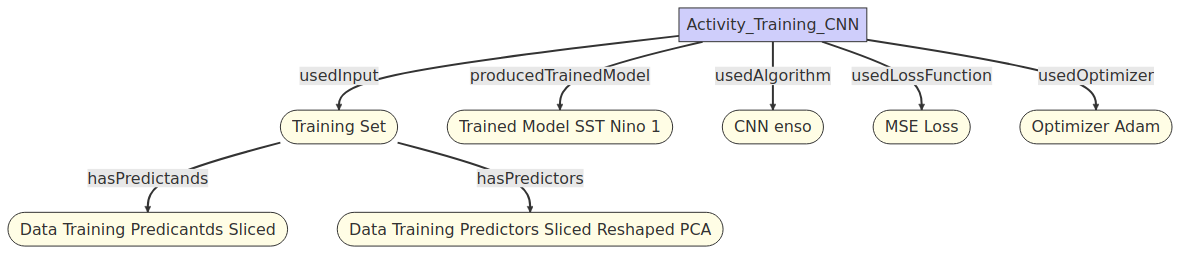 Activity_Training_CNN
usedInput
producedTrainedModel
usedAlgorithm
usedLossFunction
usedOptimizer
Training Set
Trained Model SST Nino 1
CNN enso
MSE Loss
Optimizer Adam
hasPredictands
hasPredictors
Data Training Predicantds Sliced
Data Training Predictors Sliced Reshaped PCA